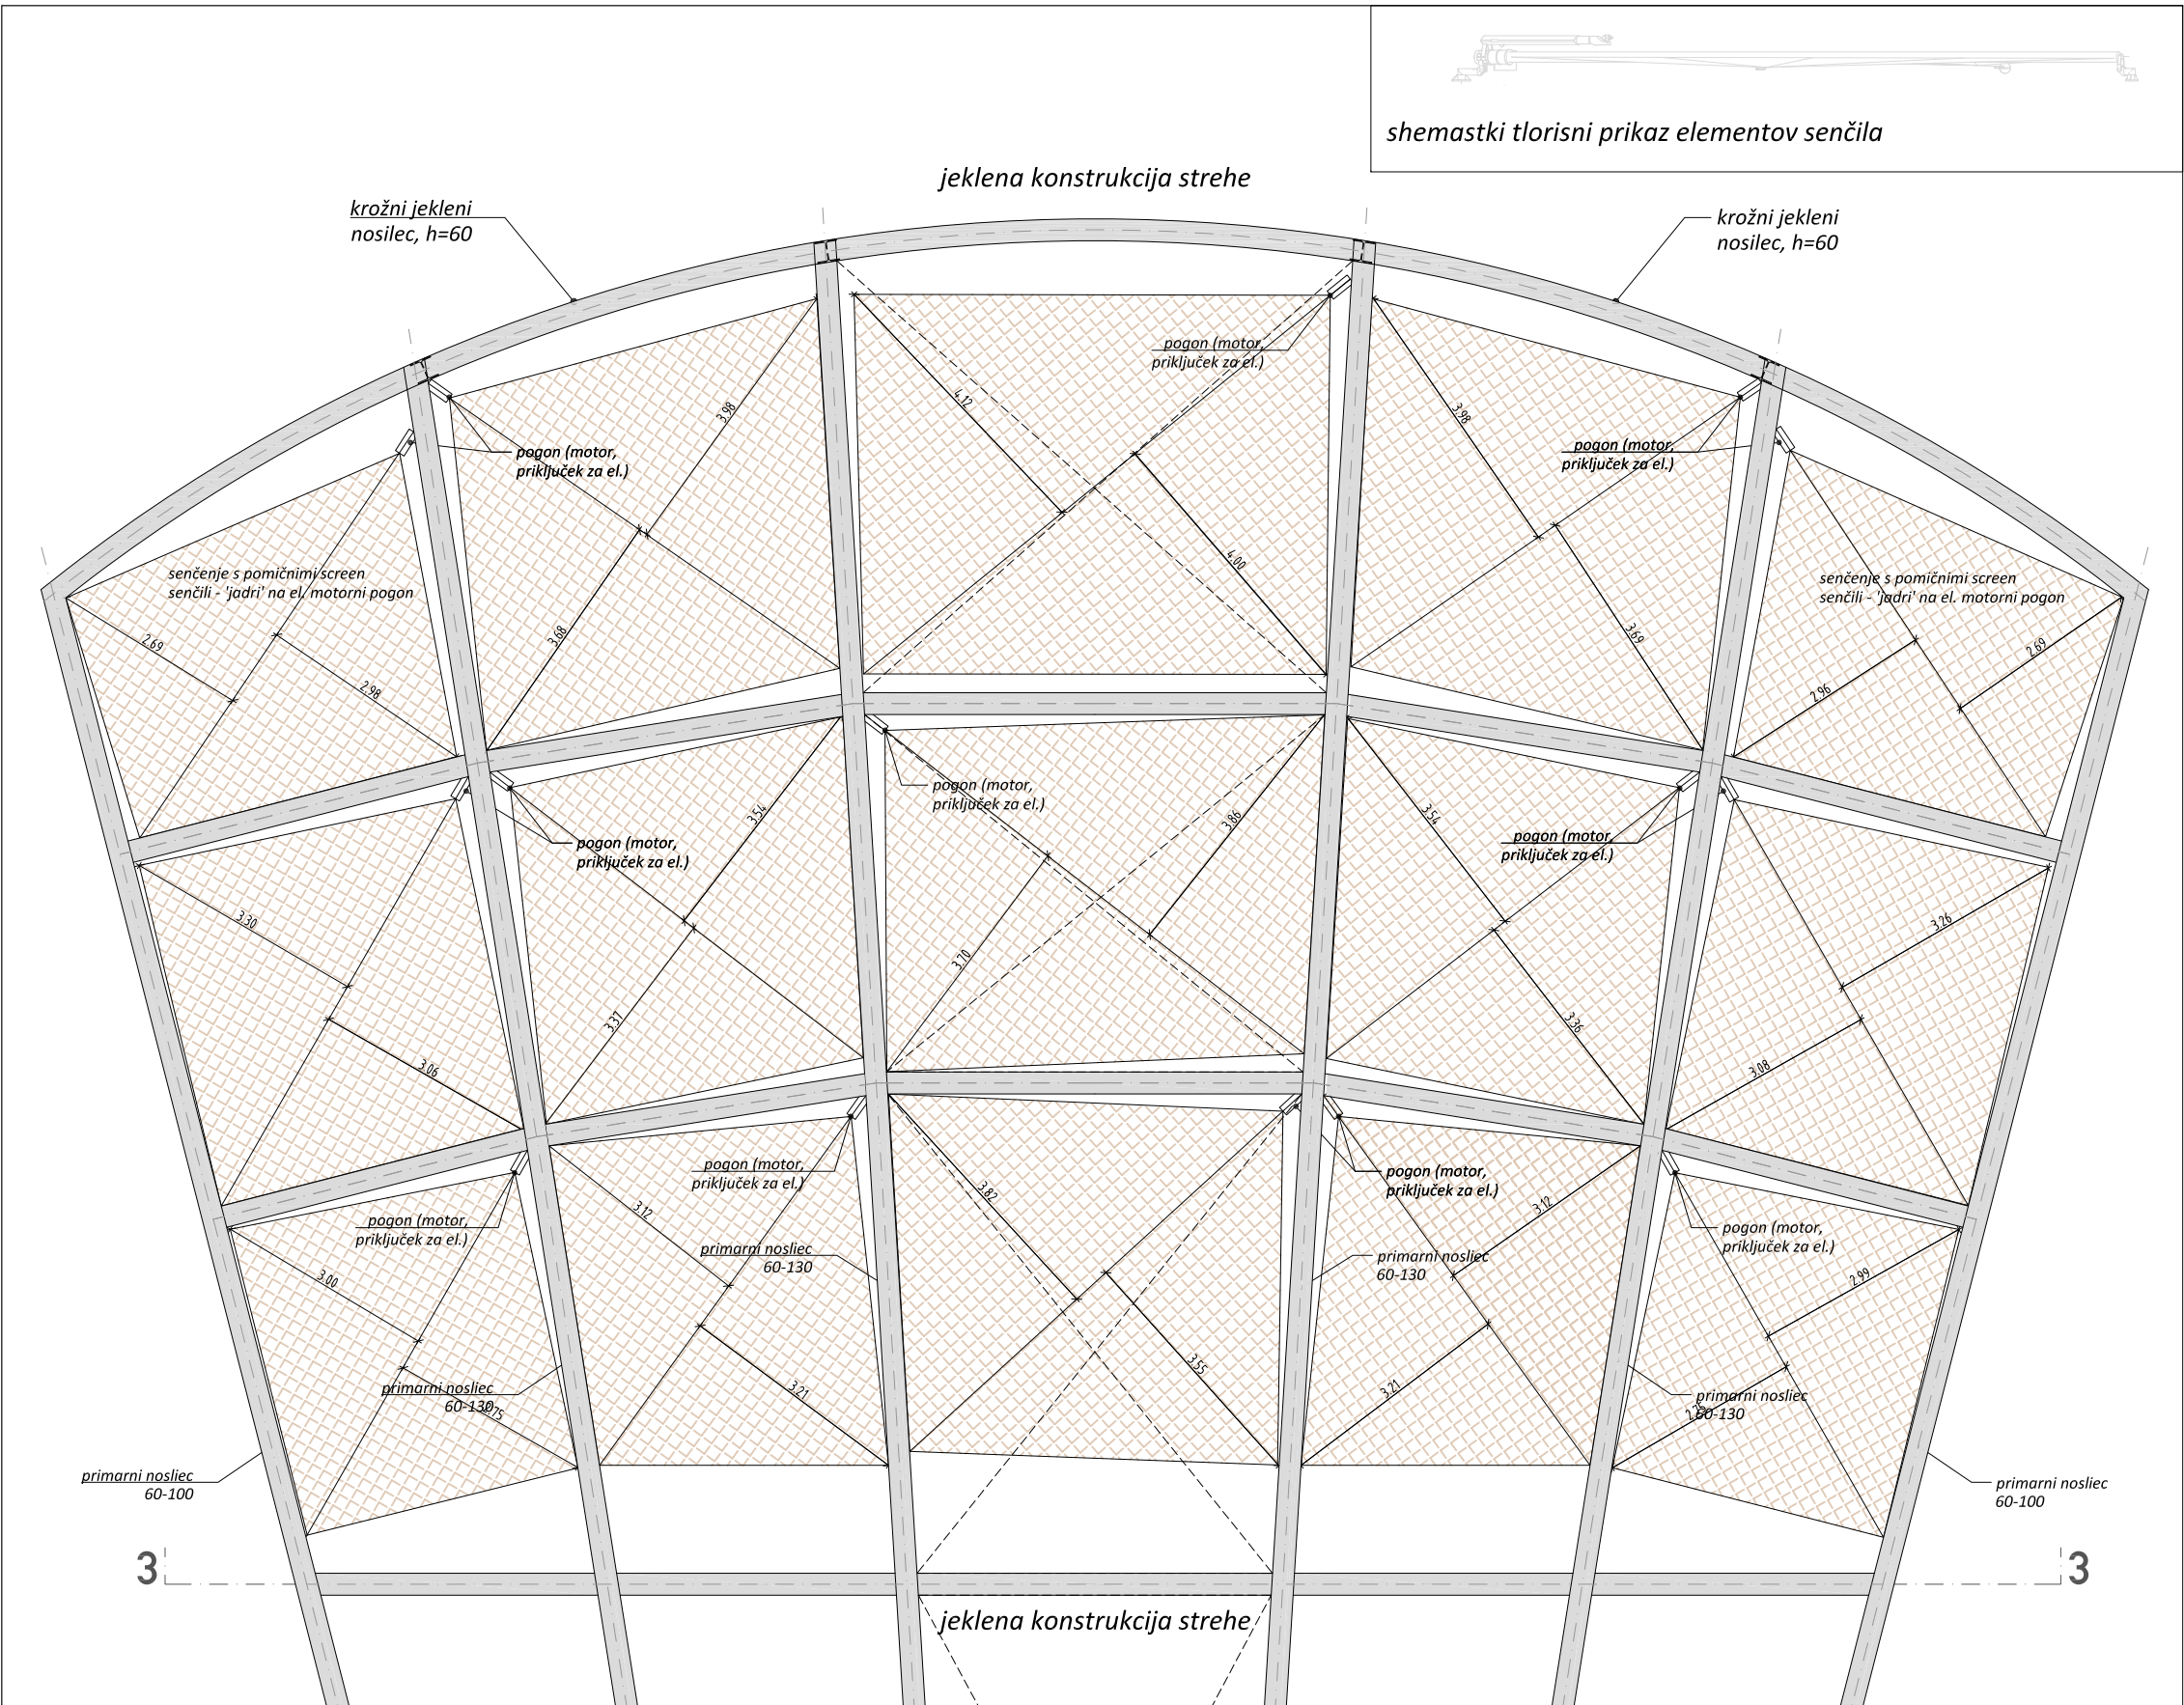 shemastki tlorisni prikaz elementov senčila
jeklena konstrukcija strehe
krožni jekleni
nosilec, h=60
krožni jekleni
nosilec, h=60
pogon (motor,
priključek za el.)
4.12
3.98
3.98
pogon (motor,
priključek za el.)
pogon (motor,
priključek za el.)
4.00
senčenje s pomičnimi screen
senčili - 'jadri' na el. motorni pogon
senčenje s pomičnimi screen
senčili - 'jadri' na el. motorni pogon
2.69
3.68
3.69
2.69
2.98
2.96
pogon (motor,
priključek za el.)
3.54
3.86
3.54
pogon (motor,
priključek za el.)
pogon (motor,
priključek za el.)
3.30
3.26
3.70
3.37
3.36
3.06
3.08
pogon (motor,
priključek za el.)
pogon (motor,
priključek za el.)
3.82
3.12
3.12
pogon (motor,
priključek za el.)
pogon (motor,
priključek za el.)
primarni nosliec
60-130
primarni nosliec
60-130
3.00
2.99
3.55
3.21
3.21
primarni nosliec
60-130
primarni nosliec
60-130
primarni nosliec
60-100
primarni nosliec
60-100
3
3
jeklena konstrukcija strehe